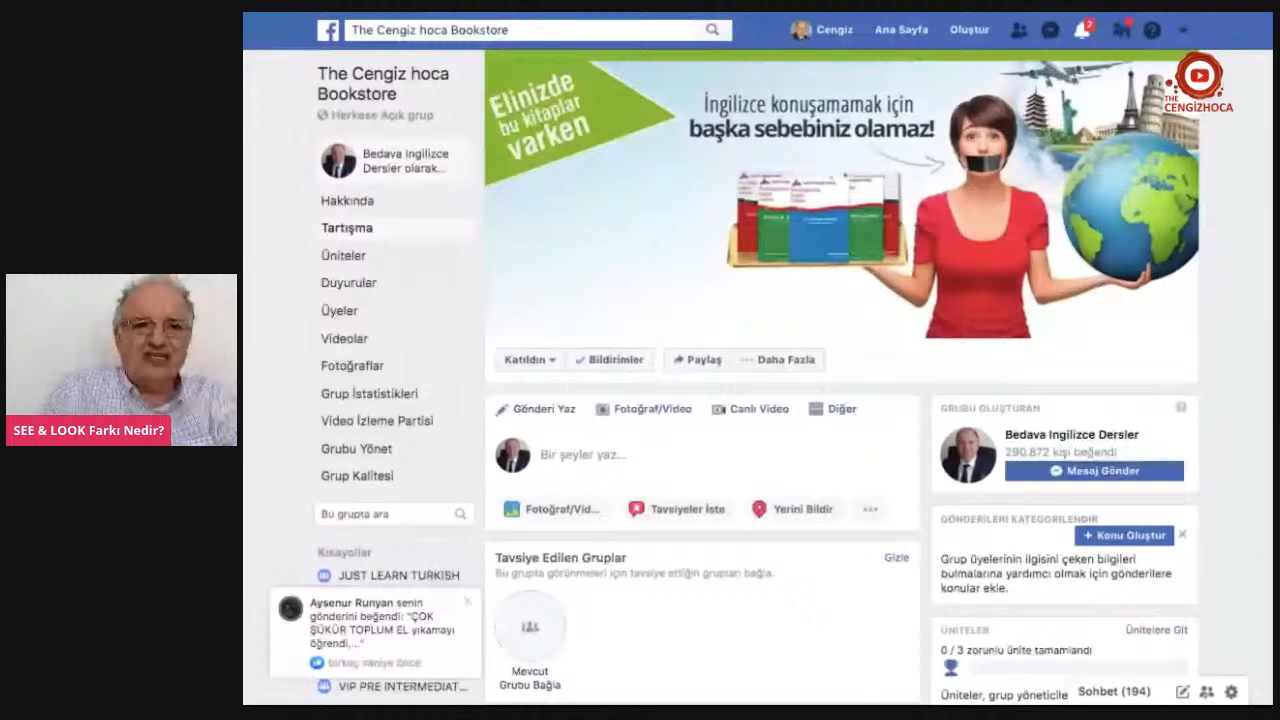 The Cengiz hoca Bookstore
Cengiz
Ana Sayfa
Oluştur
2
The Cengiz hoca
Bookstore
Herkese Açık grup
Bedava Ingilizce
Dersler olarak...
Hakkında
Tartışma
Üniteler
Duyurular
Üyeler
Videolar
Fotoğraflar
Grup İstatistikleri
Video İzleme Partisi
Grubu Yönet
Grup Kalitesi
Bu grupta ara
Kısayollar
JUST LEARN TURKISH
Aysenur Runyan senin
gönderini beğendi: "ÇOK
ŞÜKÜR TOPLUM EL yıkamayı
öğrendi,..."
birkaç saniye önce
VIP PRE INTERMEDIAT...
Elinizde
bu kitaplar
varken
İngilizce konuşamamak için
başka sebebiniz olamaz!
THE
CENGİZHOCA
Katıldın
Bildirimler
Paylaş
Daha Fazla
Gönderi Yaz
Fotoğraf/Video
Canlı Video
Diğer
Bir şeyler yaz...
Fotoğraf/Vid...
Tavsiyeler İste
Yerini Bildir
Tavsiye Edilen Gruplar
Gizle
Bu grupta görünmeleri için tavsiye ettiğin grupları bağla.
Mevcut
Grubu Bağla
GRUBU OLUŞTURAN
Bedava Ingilizce Dersler
290.872 kişi beğendi
Mesaj Gönder
GÖNDERİLERİ KATEGORİLENDİR
+ Konu Oluştur
Grup üyelerinin ilgisini çeken bilgileri
bulmalarına yardımcı olmak için gönderilere
konular ekle.
ÜNİTELER
Ünitelere Git
0 / 3 zorunlu ünite tamamlandı
Üniteler, grup yöneticile
Sohbet (194)
SEE & LOOK Farkı Nedir?